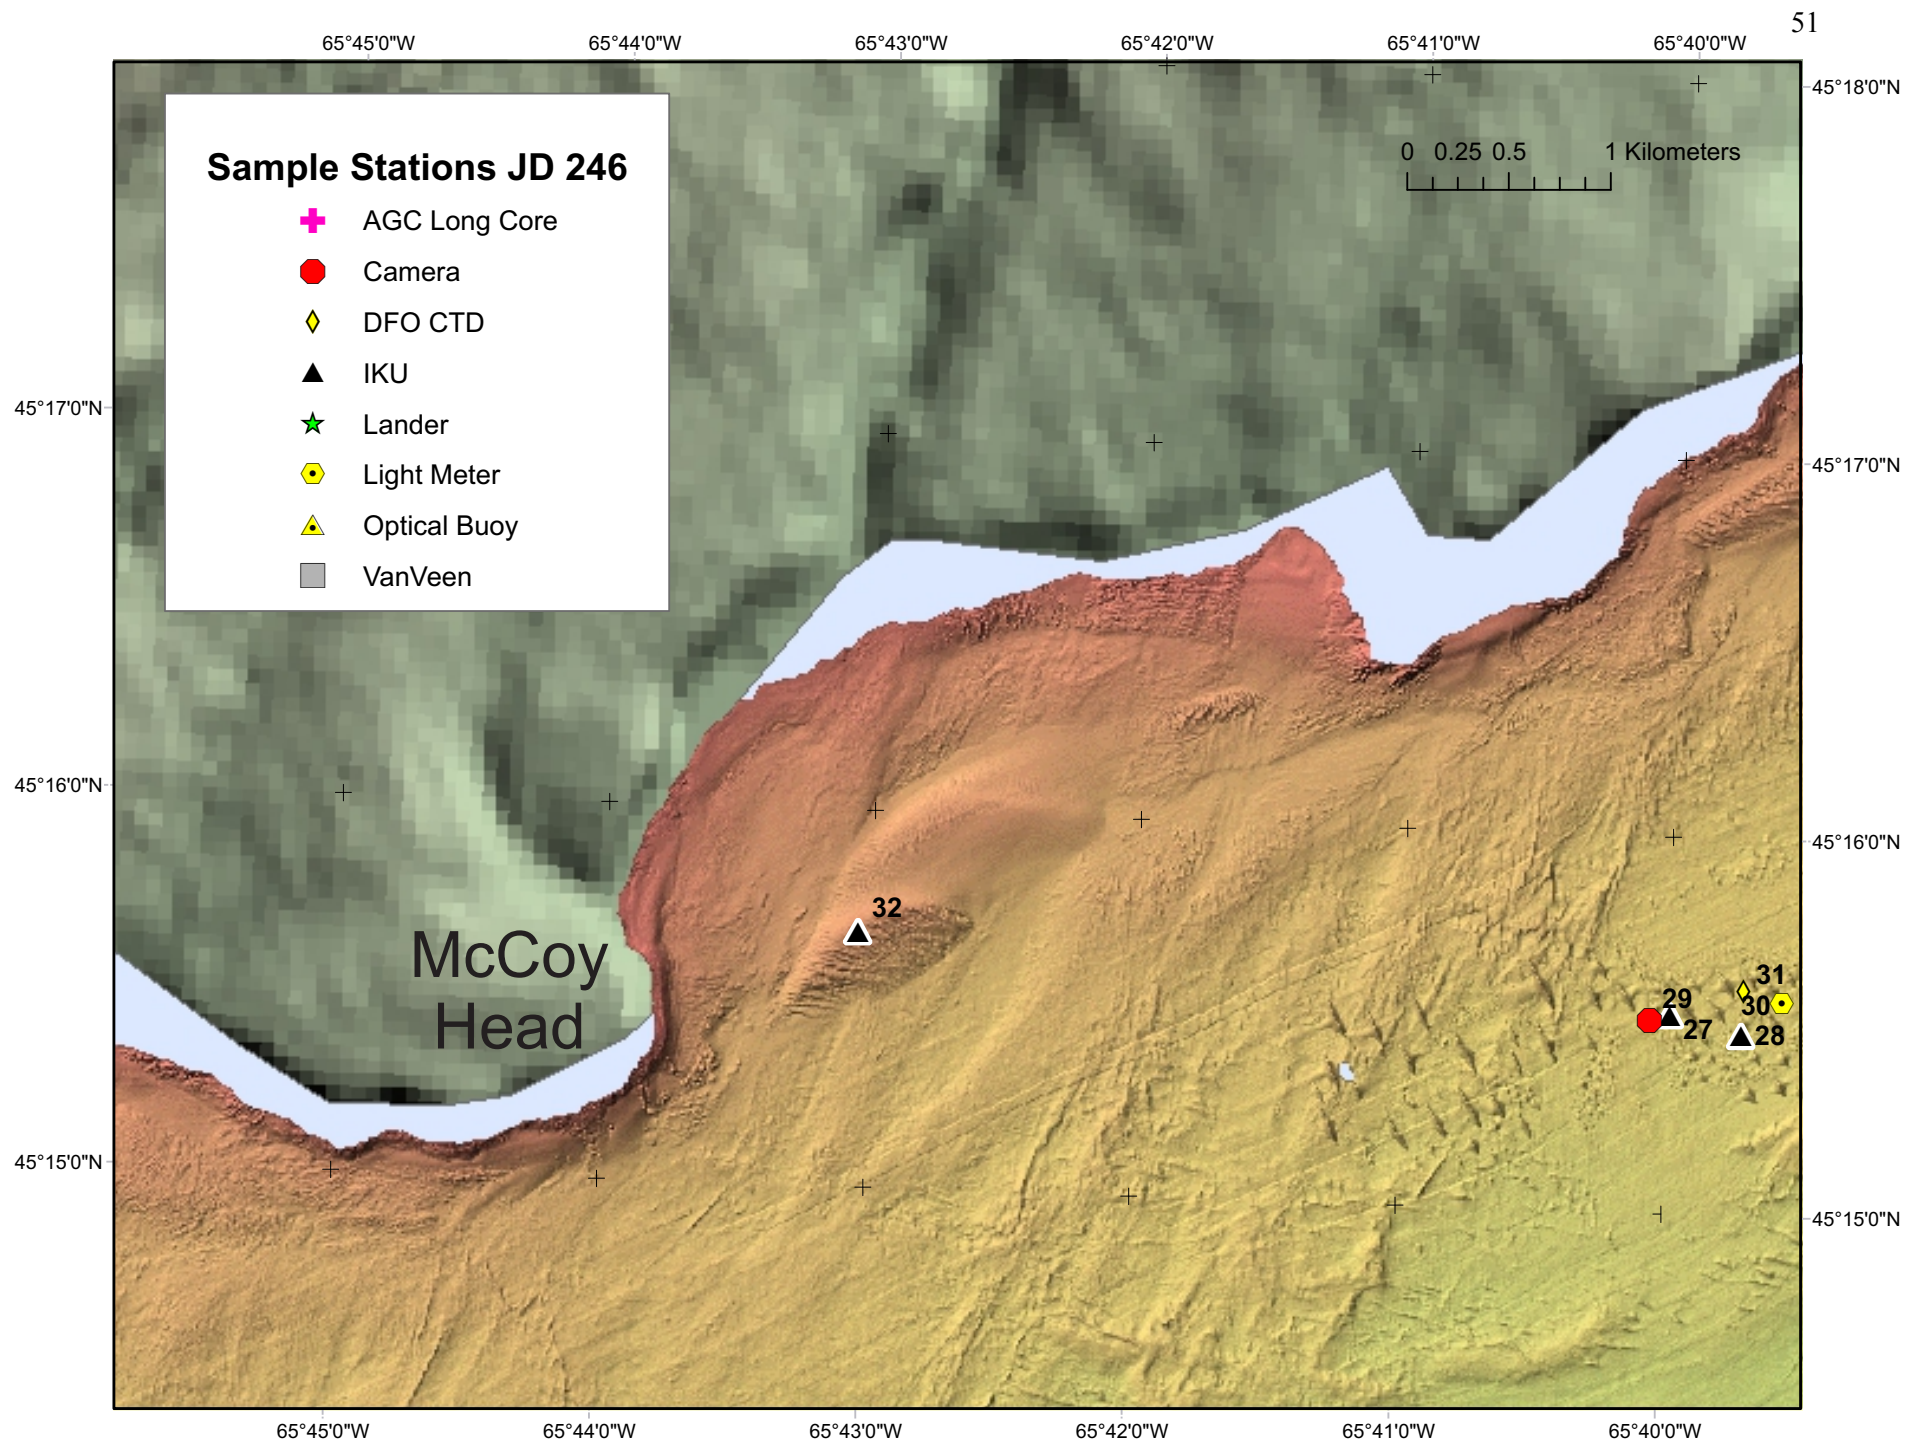 51
65°45'0"W 65°44'0"W 65°43'0"W 65°42'0"W 65°41'0"W 65°40'0"W
45°18'0"N
0 0.25 0.5 1 Kilometers
Sample Stations JD 246
AGC Long Core
Camera
DFO CTD
IKU
Lander
Light Meter
Optical Buoy
VanVeen
45°17'0"N
45°17'0"N
45°16'0"N
45°16'0"N
32
McCoy
Head
31
29
30
27
28
45°15'0"N
45°15'0"N
65°45'0"W 65°44'0"W 65°43'0"W 65°42'0"W 65°41'0"W 65°40'0"W